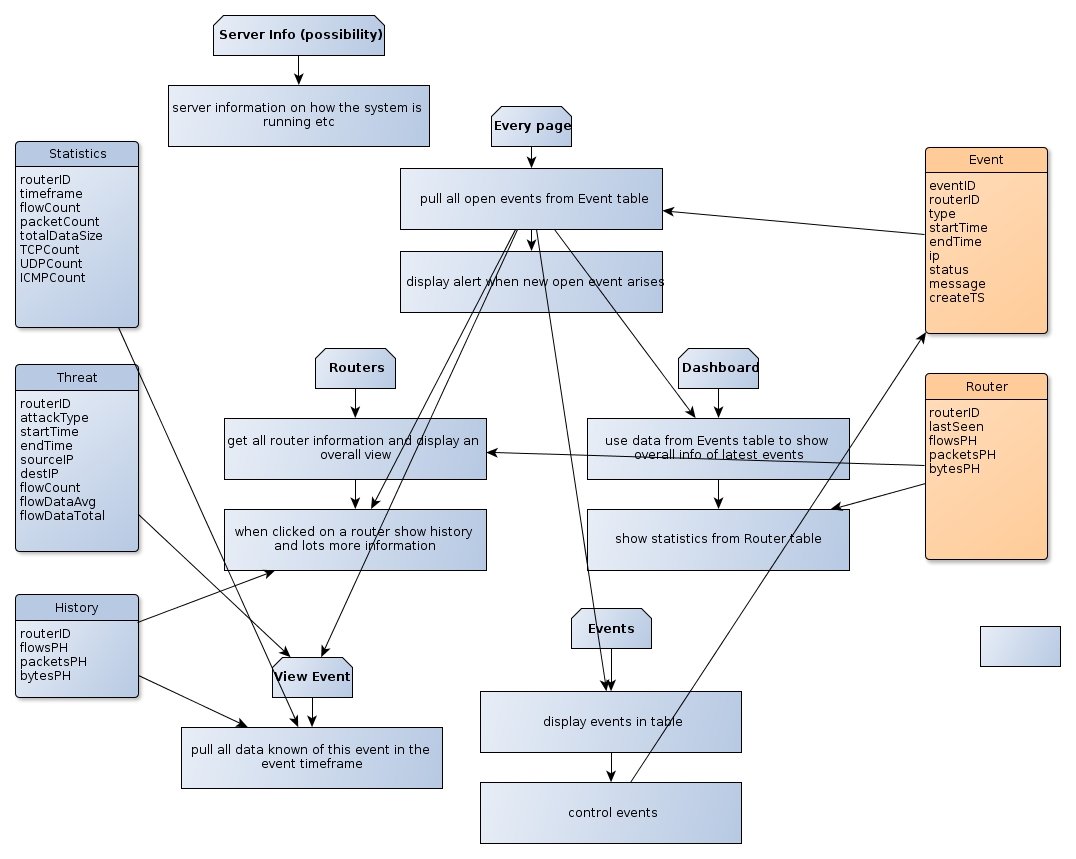 Server Info (possibility)
server information on how the system is
running etc
Every page
pull all open events from Event table
display alert when new open event arises
Statistics
routerID
timeframe
flowCount
packetCount
totalDataSize
TCPCount
UDPCount
ICMPCount
Event
eventID
routerID
type
startTime
endTime
ip
status
message
createTS
Routers
get all router information and display an
overall view
when clicked on a router show history
and lots more information
Dashboard
use data from Events table to show
overall info of latest events
show statistics from Router table
Threat
routerID
attackType
startTime
endTime
sourceIP
destIP
flowCount
flowDataAvg
flowDataTotal
Router
routerID
lastSeen
flowsPH
packetsPH
bytesPH
History
routerID
flowsPH
packetsPH
bytesPH
View Event
pull all data known of this event in the
event timeframe
Events
display events in table
control events